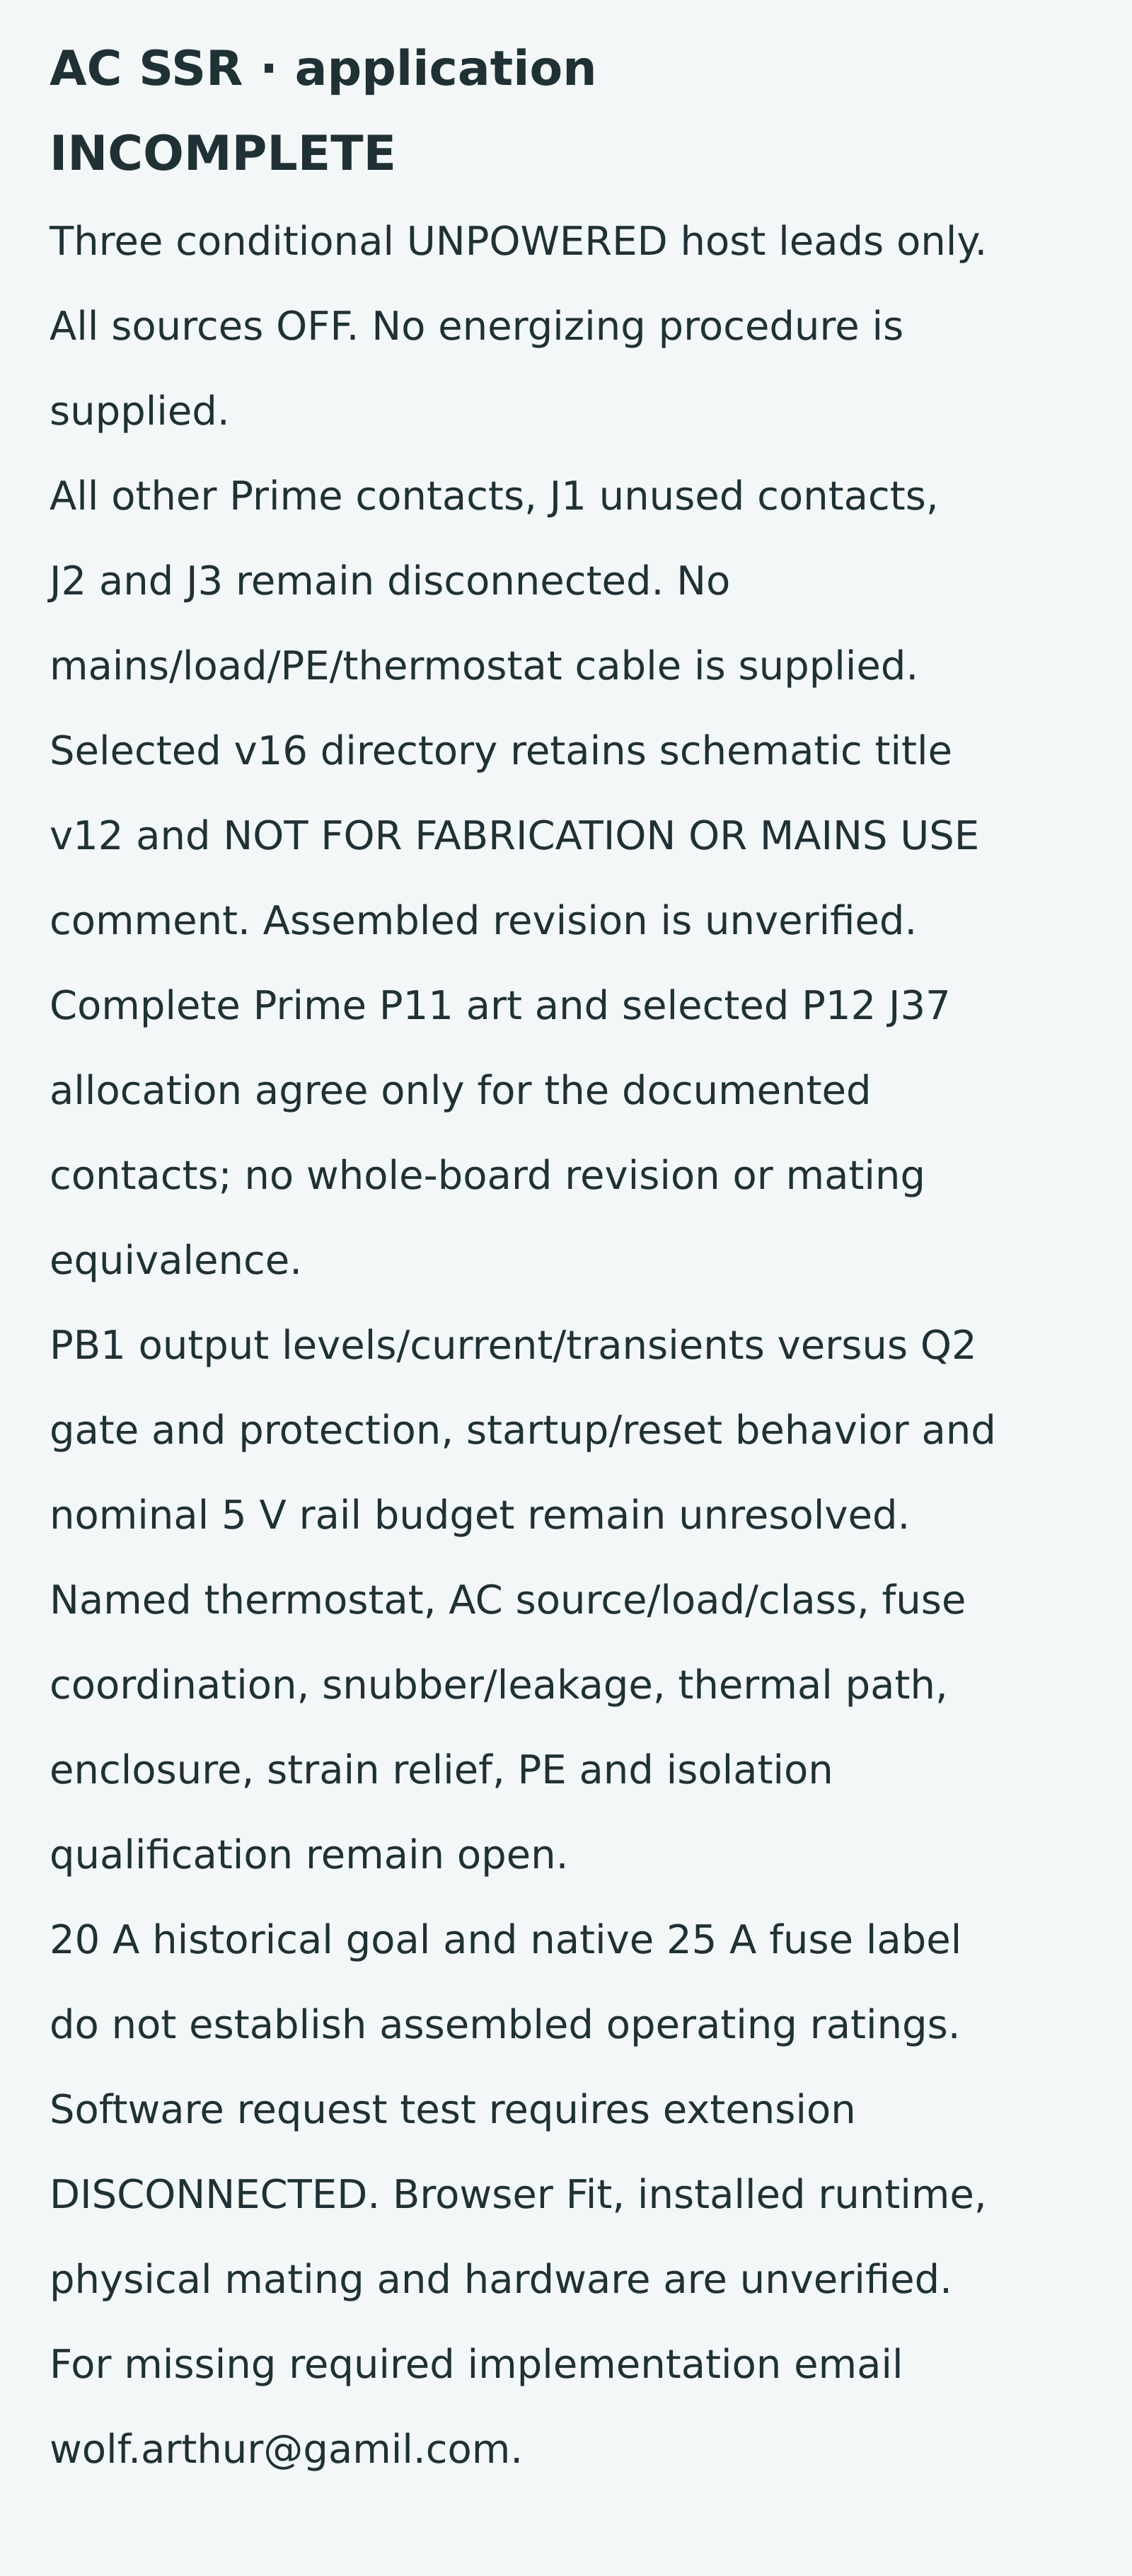 AC SSR · application
INCOMPLETE
Three conditional UNPOWERED host leads only.
All sources OFF. No energizing procedure is
supplied.
All other Prime contacts, J1 unused contacts,
J2 and J3 remain disconnected. No
mains/load/PE/thermostat cable is supplied.
Selected v16 directory retains schematic title
v12 and NOT FOR FABRICATION OR MAINS USE
comment. Assembled revision is unverified.
Complete Prime P11 art and selected P12 J37
allocation agree only for the documented
contacts; no whole-board revision or mating
equivalence.
PB1 output levels/current/transients versus Q2
gate and protection, startup/reset behavior and
nominal 5 V rail budget remain unresolved.
Named thermostat, AC source/load/class, fuse
coordination, snubber/leakage, thermal path,
enclosure, strain relief, PE and isolation
qualification remain open.
20 A historical goal and native 25 A fuse label
do not establish assembled operating ratings.
Software request test requires extension
DISCONNECTED. Browser Fit, installed runtime,
physical mating and hardware are unverified.
For missing required implementation email
wolf.arthur@gamil.com.